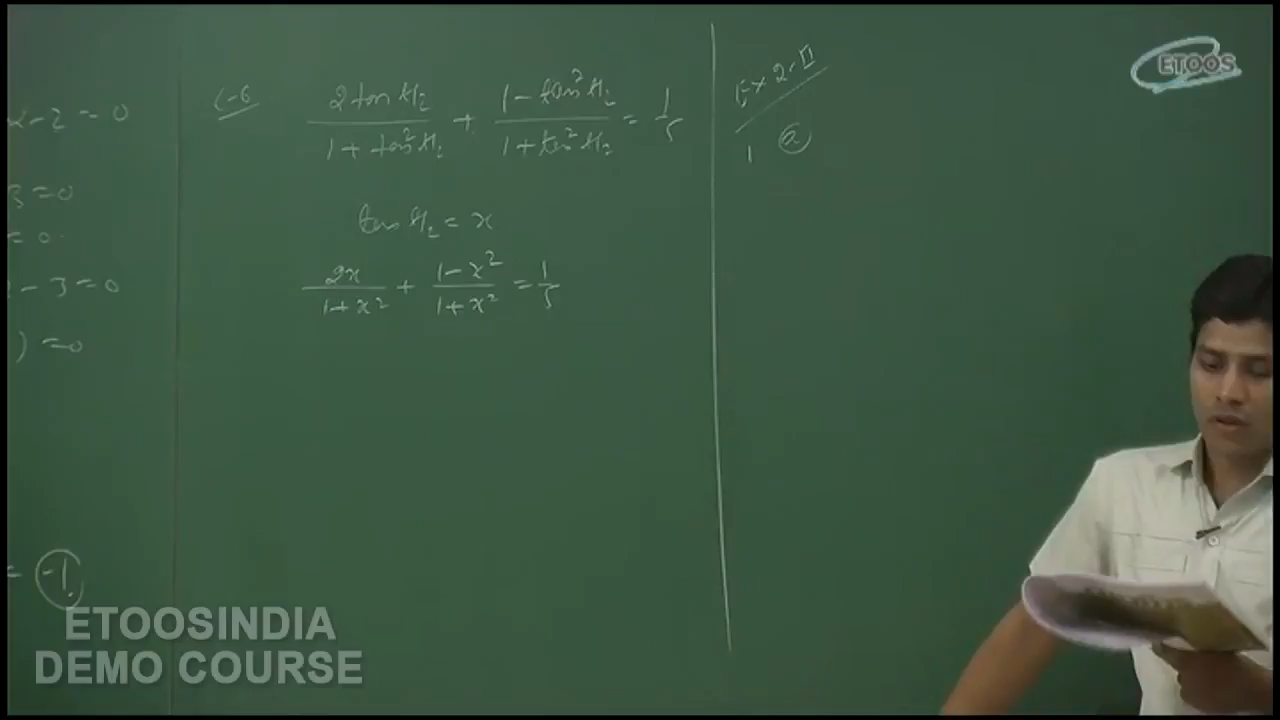 x - 2 = 0
3 = 0
= 0
- 3 = 0
) = 0
= -1
C-6
2 tan A/2 / 1 + tan² A/2 + 1 - tan² A/2 / 1 + tan² A/2 = 1/5
tan A/2 = x
2x / 1 + x² + 1 - x² / 1 + x² = 1/5
Ex 2. II
1 a
ETOOS
ETOOSINDIA
DEMO COURSE